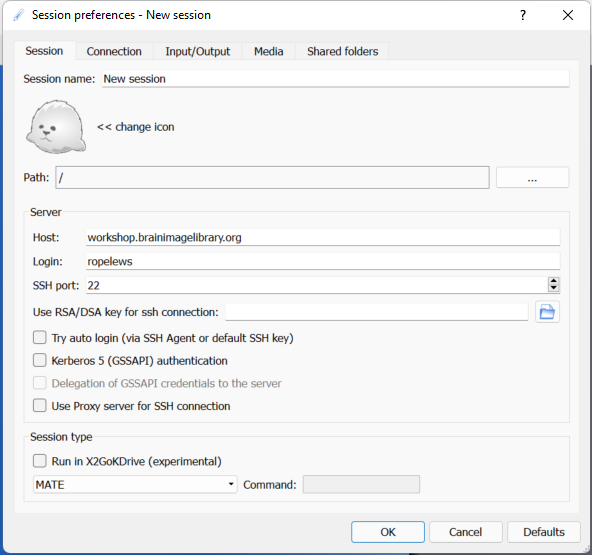 Session preferences - New session
?
Session
Connection
Input/Output
Media
Shared folders
Session name: New session
<< change icon
Path: /
...
Server
Host: workshop.brainimagelibrary.org
Login: ropelews
SSH port: 22
Use RSA/DSA key for ssh connection:
Try auto login (via SSH Agent or default SSH key)
Kerberos 5 (GSSAPI) authentication
Delegation of GSSAPI credentials to the server
Use Proxy server for SSH connection
Session type
Run in X2GoKDrive (experimental)
MATE
Command:
OK
Cancel
Defaults